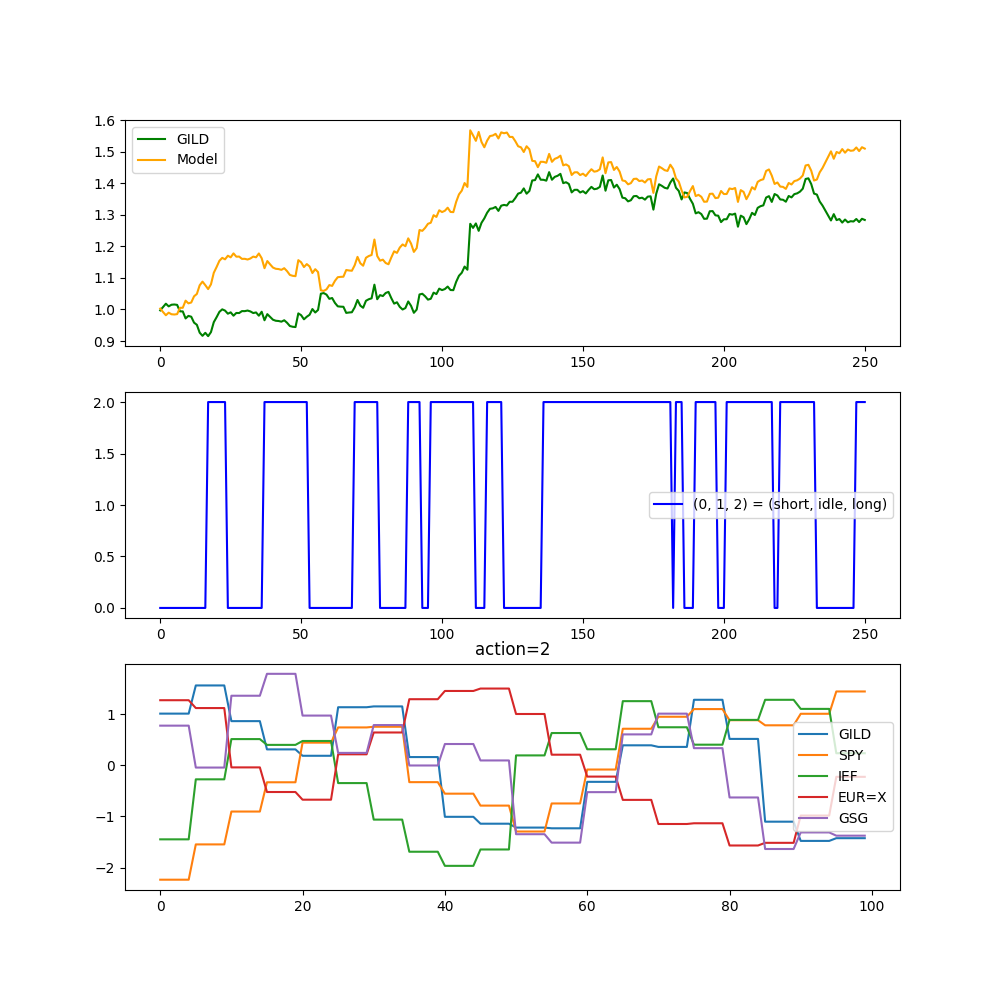 1.6
1.5
1.4
1.3
1.2
1.1
1.0
0.9
GILD
Model
0 50 100 150 200 250
2.0
1.5
1.0
0.5
0.0
(0, 1, 2) = (short, idle, long)
0 50 100 150 200 250
action=2
1
0
−1
−2
GILD
SPY
IEF
EUR=X
GSG
0 20 40 60 80 100